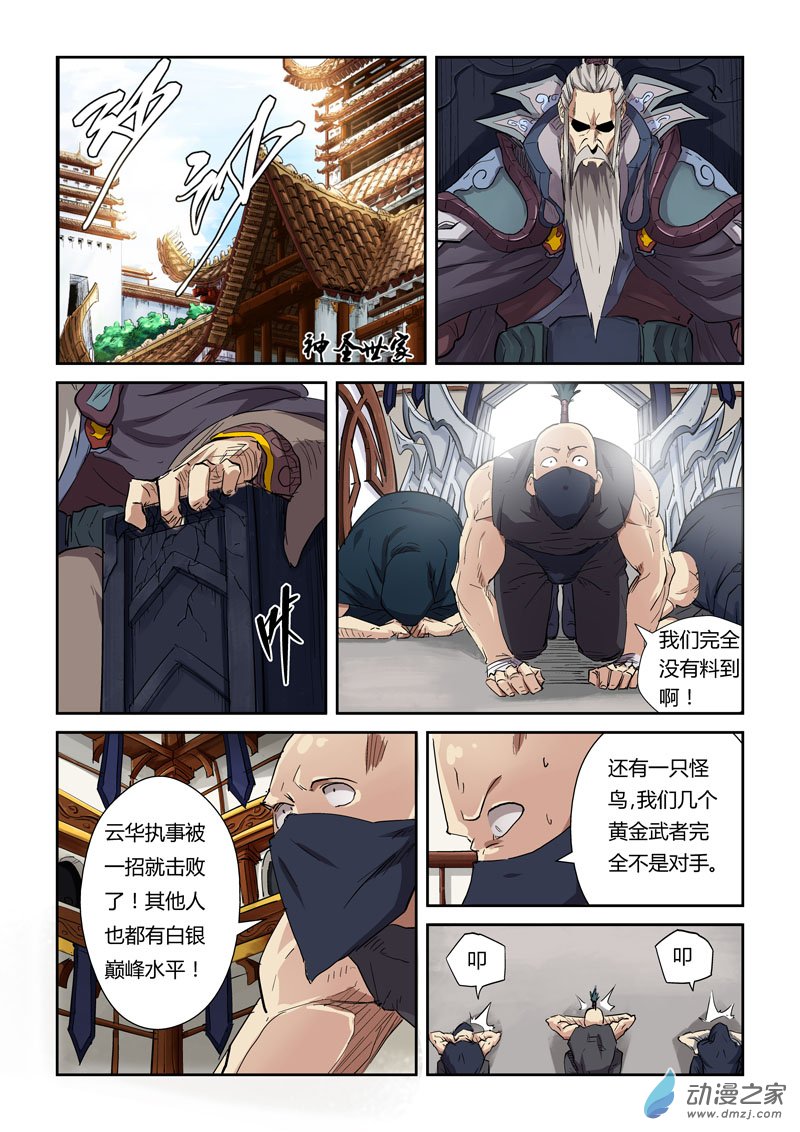 神圣世家
咔
我们完全
没有料到
啊！
云华执事被
一招就击败
了！其他人
也都有白银
巅峰水平！
还有一只怪
鸟，我们几个
黄金武者完
全不是对手。
叩
叩
动漫之家
www.dmzj.com